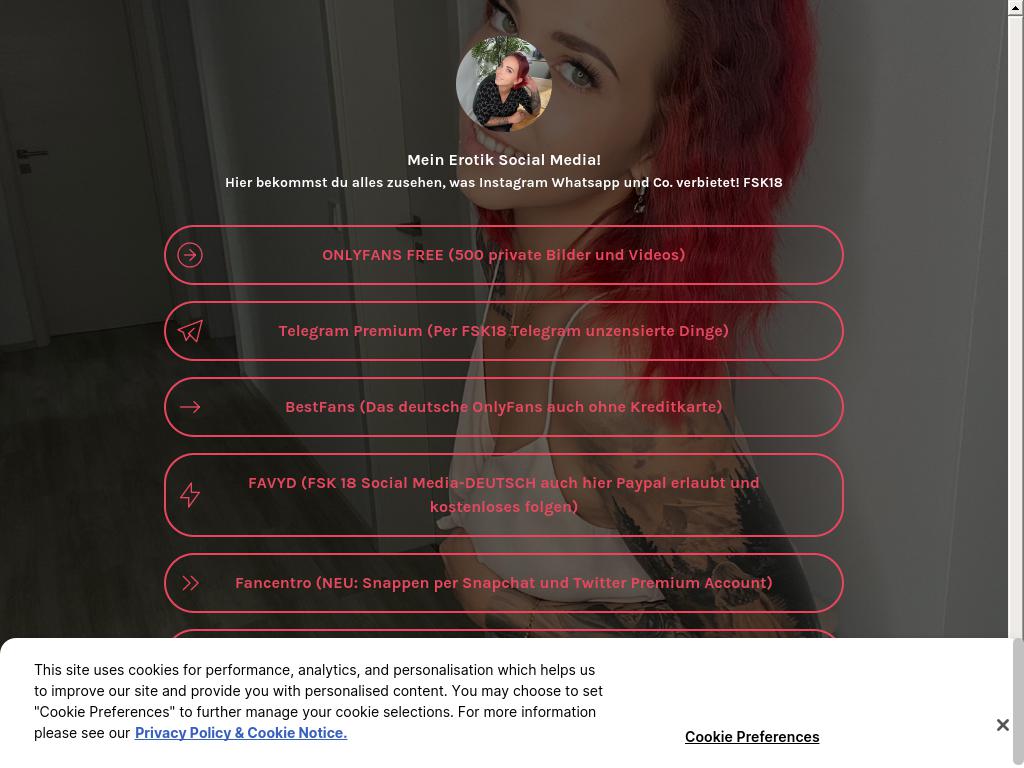 Mein Erotik Social Media!
Hier bekommst du alles zusehen, was Instagram Whatsapp und Co. verbietet! FSK18
ONLYFANS FREE (500 private Bilder und Videos)
Telegram Premium (Per FSK18 Telegram unzensierte Dinge)
BestFans (Das deutsche OnlyFans auch ohne Kreditkarte)
FAVYD (FSK 18 Social Media-DEUTSCH auch hier Paypal erlaubt und
kostenloses folgen)
Fancentro (NEU: Snappen per Snapchat und Twitter Premium Account)
This site uses cookies for performance, analytics, and personalisation which helps us
to improve our site and provide you with personalised content. You may choose to set
"Cookie Preferences" to further manage your cookie selections. For more information
please see our Privacy Policy & Cookie Notice.
Cookie Preferences